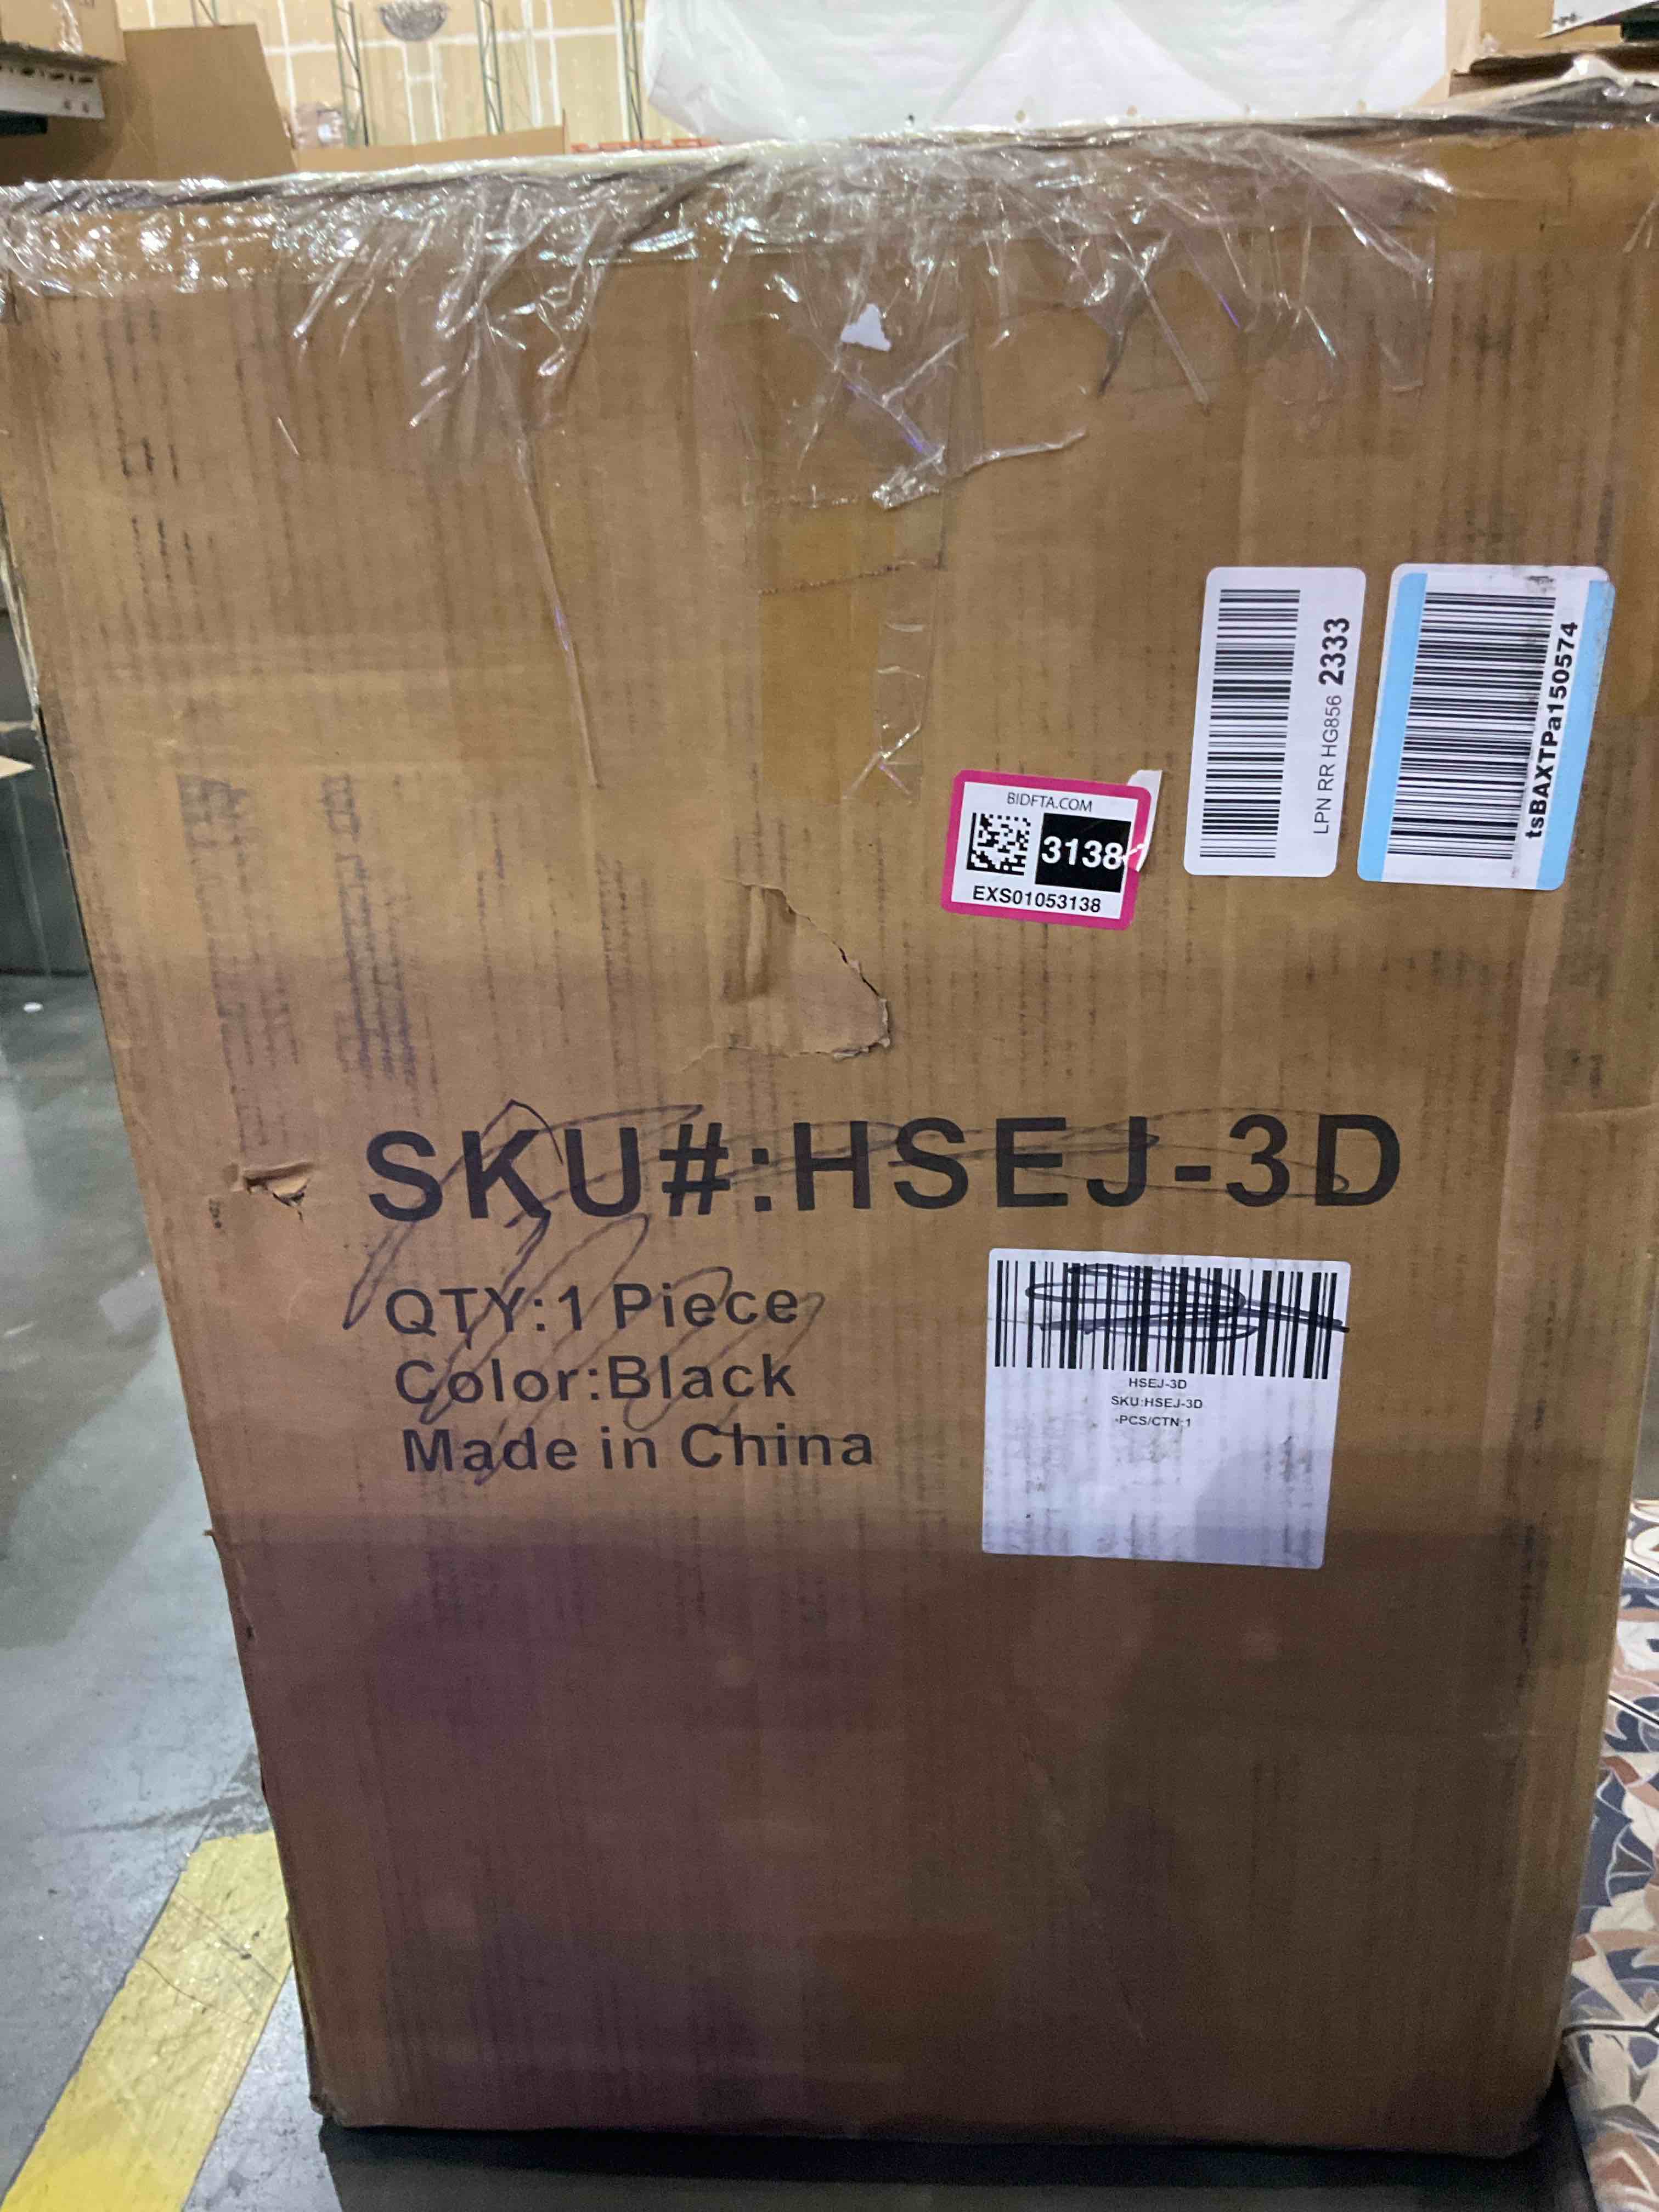 LPN RR HG856 2333
tsBAXTPa150574
BIDFTA.COM
3138
EXS01053138
SKU#:HSEJ-3D
QTY:1 Piece
Color:Black
Made in China
HSEJ-3D
SKU:HSEJ-3D
PCS/CTN:1